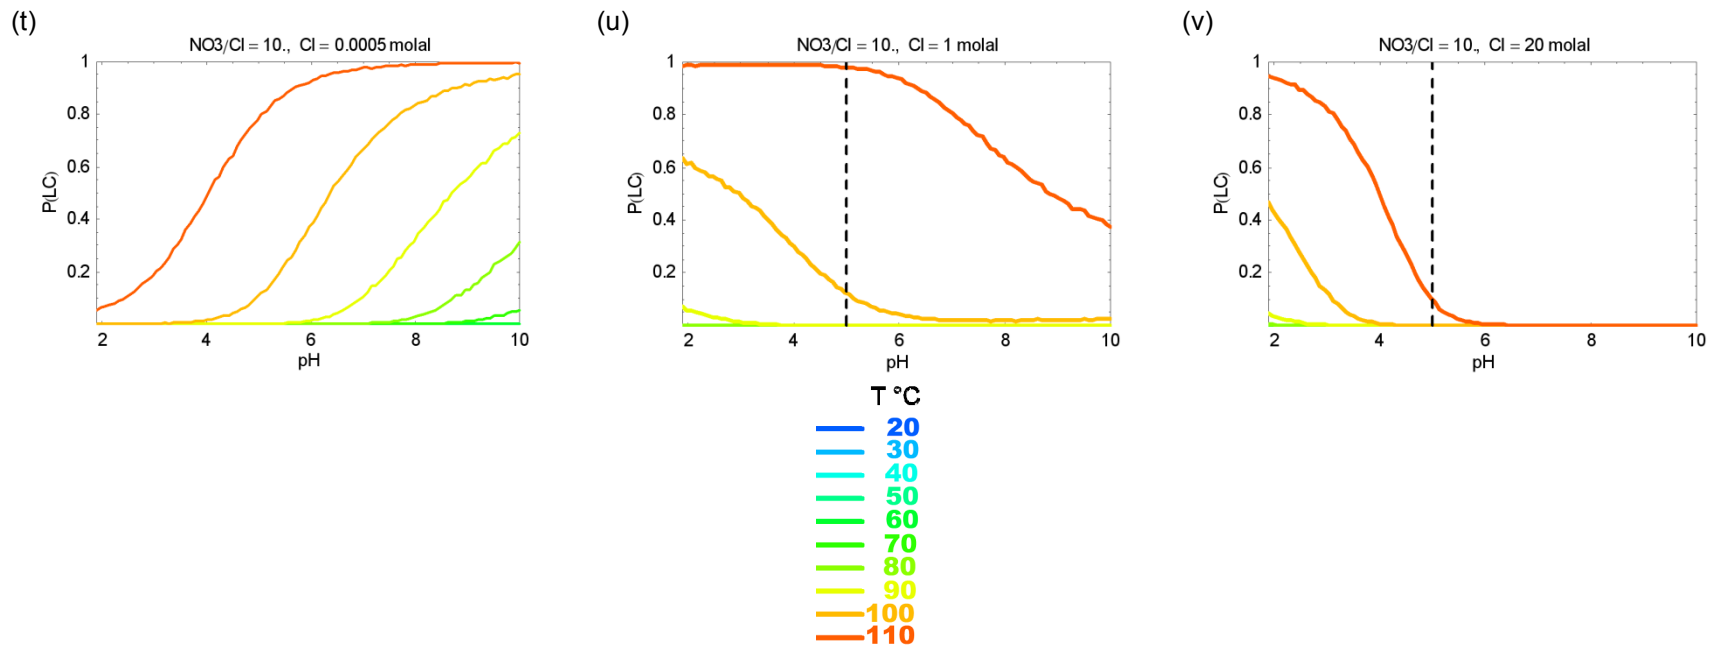 (t)
NO3/Cl = 10., Cl = 0.0005 molal
P(LC)
1
0.8
0.6
0.4
0.2
2 4 6 8 10
pH
(u)
NO3/Cl = 10., Cl = 1 molal
P(LC)
1
0.8
0.6
0.4
0.2
2 4 6 8 10
pH
(v)
NO3/Cl = 10., Cl = 20 molal
P(LC)
1
0.8
0.6
0.4
0.2
2 4 6 8 10
pH
T °C
20
30
40
50
60
70
80
90
100
110